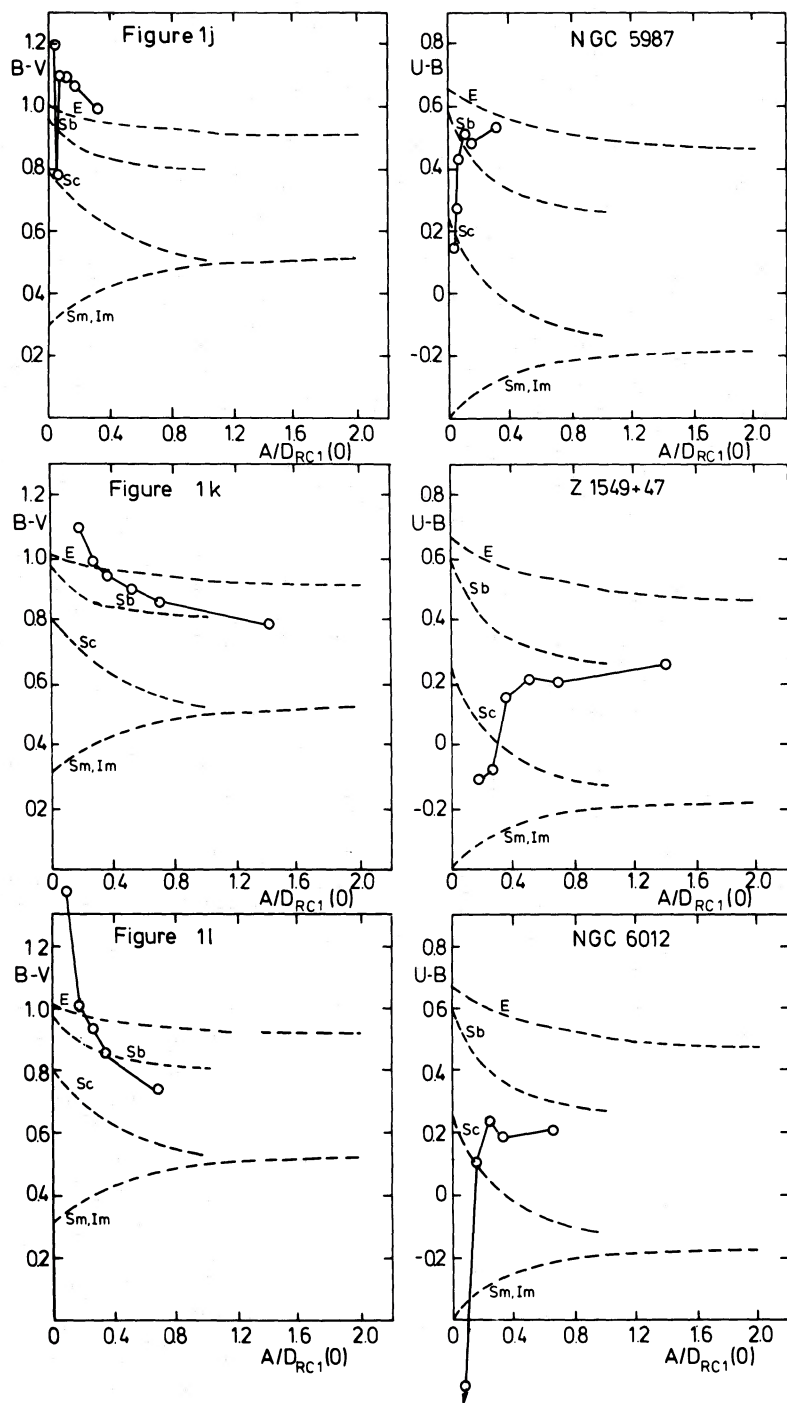 Figure 1j
1.2
B-V
1.0
0.8
0.6
0.4
0.2
E
Sb
Sc
Sm, Im
0 0.4 0.8 1.2 1.6 2.0
A/D_RC1(0)
NGC 5987
0.8
U-B
0.6
0.4
0.2
0
-0.2
E
Sb
Sc
Sm, Im
0 0.4 0.8 1.2 1.6 2.0
A/D_RC1(0)
Figure 1k
1.2
B-V
1.0
0.8
0.6
0.4
0.2
E
Sb
Sc
Sm, Im
0 0.4 0.8 1.2 1.6 2.0
A/D_RC1(0)
Z 1549+47
0.8
U-B
0.6
0.4
0.2
0
-0.2
E
Sb
Sc
Sm, Im
0 0.4 0.8 1.2 1.6 2.0
A/D_RC1(0)
Figure 1l
1.2
B-V
1.0
0.8
0.6
0.4
0.2
E
Sb
Sc
Sm, Im
0 0.4 0.8 1.2 1.6 2.0
A/D_RC1(0)
NGC 6012
0.8
U-B
0.6
0.4
0.2
0
-0.2
E
Sb
Sc
Sm, Im
0 0.4 0.8 1.2 1.6 2.0
A/D_RC1(0)